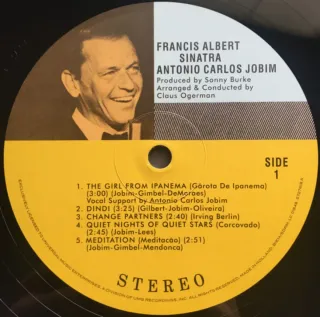 FRANCIS ALBERT
SINATRA
ANTONIO CARLOS JOBIM
Produced by Sonny Burke
Arranged & Conducted by
Claus Ogerman
SIDE
1
1. THE GIRL FROM IPANEMA (Gârota De Ipanema)
(3:00) (Jobim-Gimbel-DeMoraes)
Vocal Support by Antonio Carlos Jobim
2. DINDI (3:25) (Gilbert-Jobim-Oliveira)
3. CHANGE PARTNERS (2:40) (Irving Berlin)
4. QUIET NIGHTS OF QUIET STARS (Corcovado)
(2:45) (Jobim-Lees)
5. MEDITATION (Meditacão) (2:51)
(Jobim-Gimbel-Mendonca)
STEREO